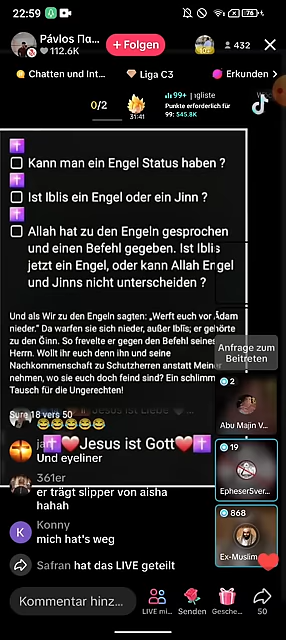 22:59
76
Pávlos Πα...
112.6K
+ Folgen
432
Chatten und Int...
Liga C3
Erkunden
0/2
31:41
99+
Punkte erforderlich für
99: 545.8K
Kann man ein Engel Status haben ?
Ist Iblis ein Engel oder ein Jinn ?
Allah hat zu den Engeln gesprochen
und einen Befehl gegeben. Ist Iblis
jetzt ein Engel, oder kann Allah Engel
und Jinns nicht unterscheiden ?
Und als Wir zu den Engeln sagten: „Werft euch vor Adam
nieder.“ Da warfen sie sich nieder, außer Iblīs; er gehörte
zu den Ǧinn. So frevelte er gegen den Befehl seines
Herrn. Wollt ihr euch denn ihn und seine
Nachkommenschaft zu Schutzherren anstatt Meiner
nehmen, wo sie euch doch feind sind? Ein schlimmer
Tausch für die Ungerechten!
Sure 18 vers 50
Anfrage zum
Beitreten
2
Abu Majin V...
Jesus ist Gott
Und eyeliner
361er
er trägt slipper von aisha
hahah
19
EpheserSver...
Konny
mich hat's weg
868
Ex-Muslim
Safran hat das LIVE geteilt
Kommentar hinz...
LIVE mi...
Senden
Gesche...
50